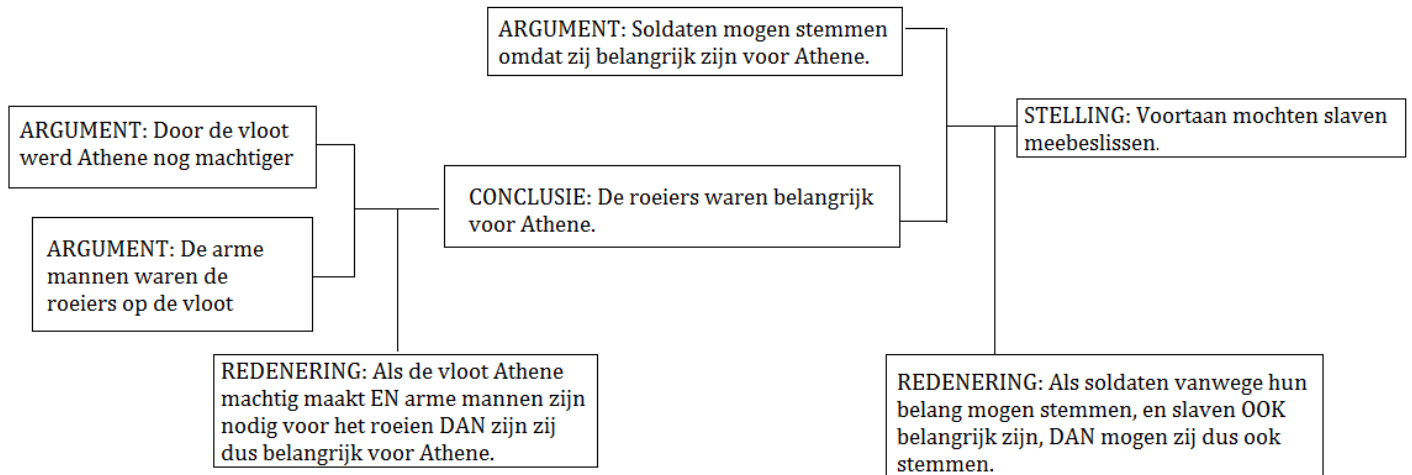 ARGUMENT: Soldaten mogen stemmen
omdat zij belangrijk zijn voor Athene.
ARGUMENT: Door de vloot
werd Athene nog machtiger
STELLING: Voortaan mochten slaven
meebeslissen.
CONCLUSIE: De roeiers waren belangrijk
voor Athene.
ARGUMENT: De arme
mannen waren de
roeiers op de vloot
REDENERING: Als de vloot Athene
machtig maakt EN arme mannen zijn
nodig voor het roeien DAN zijn zij
dus belangrijk voor Athene.
REDENERING: Als soldaten vanwege hun
belang mogen stemmen, en slaven OOK
belangrijk zijn, DAN mogen zij dus ook
stemmen.